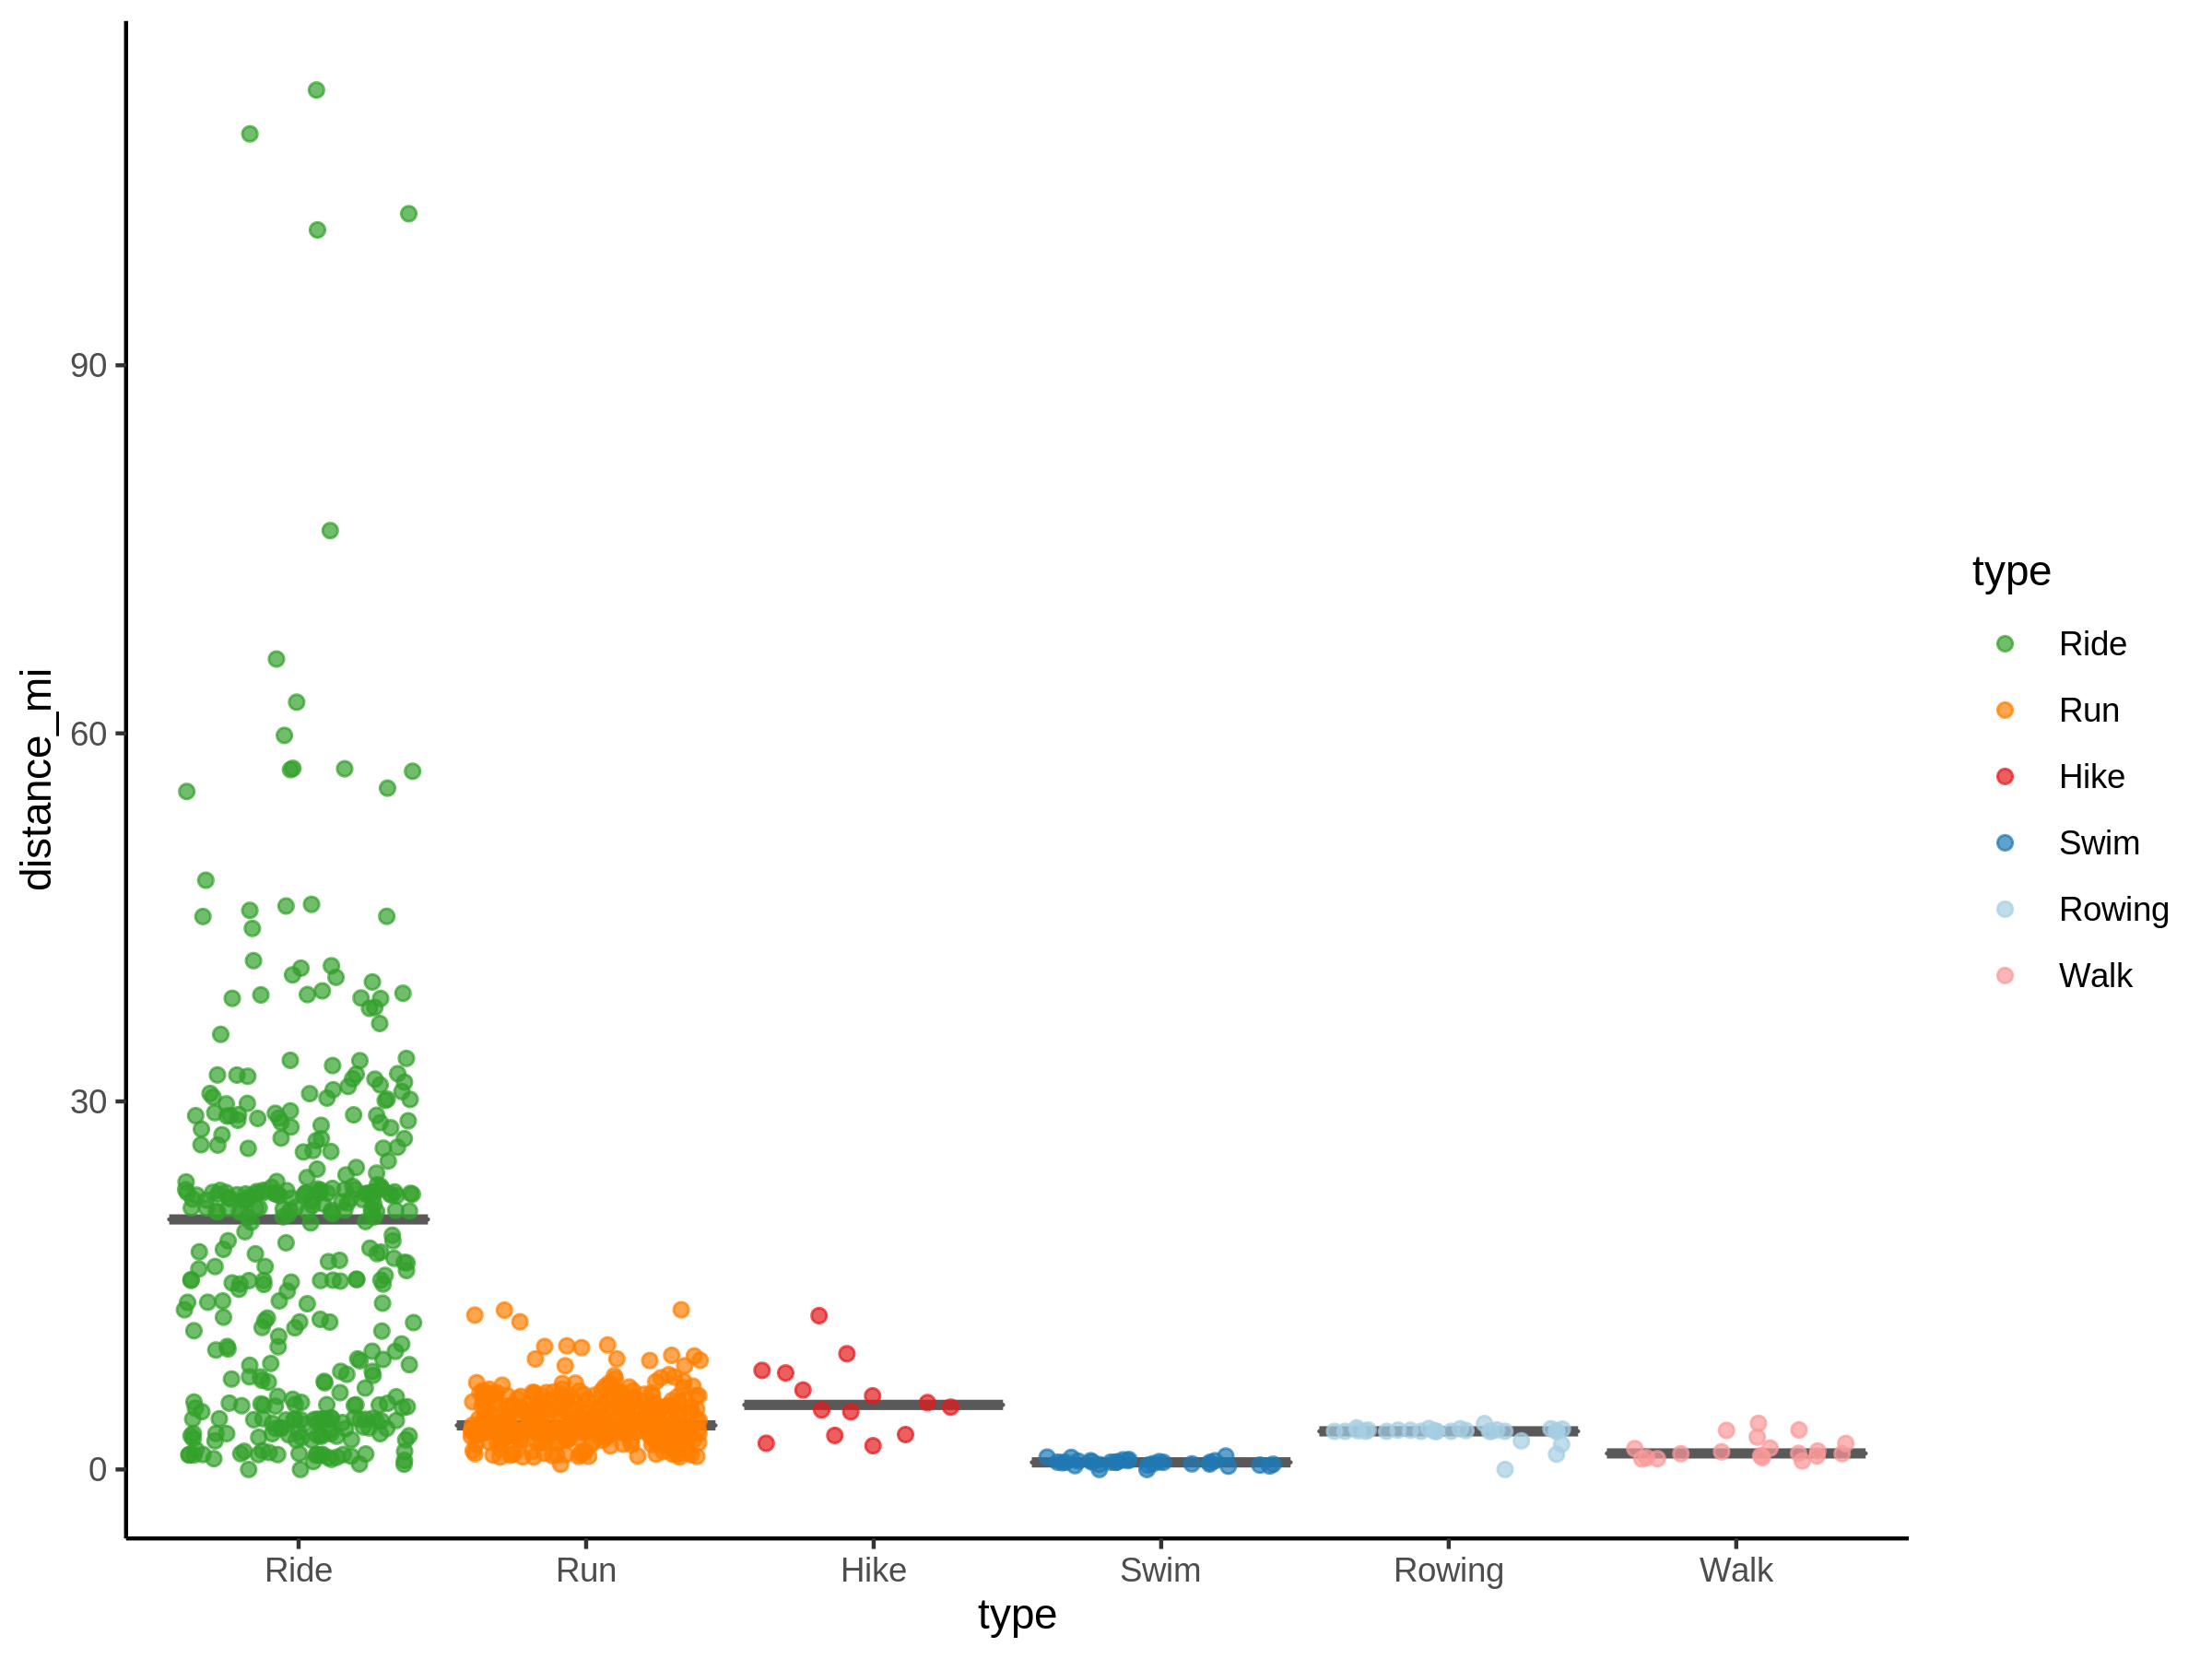 distance_mi
90
60
30
0
Ride
Run
Hike
Swim
Rowing
Walk
type
type
Ride
Run
Hike
Swim
Rowing
Walk